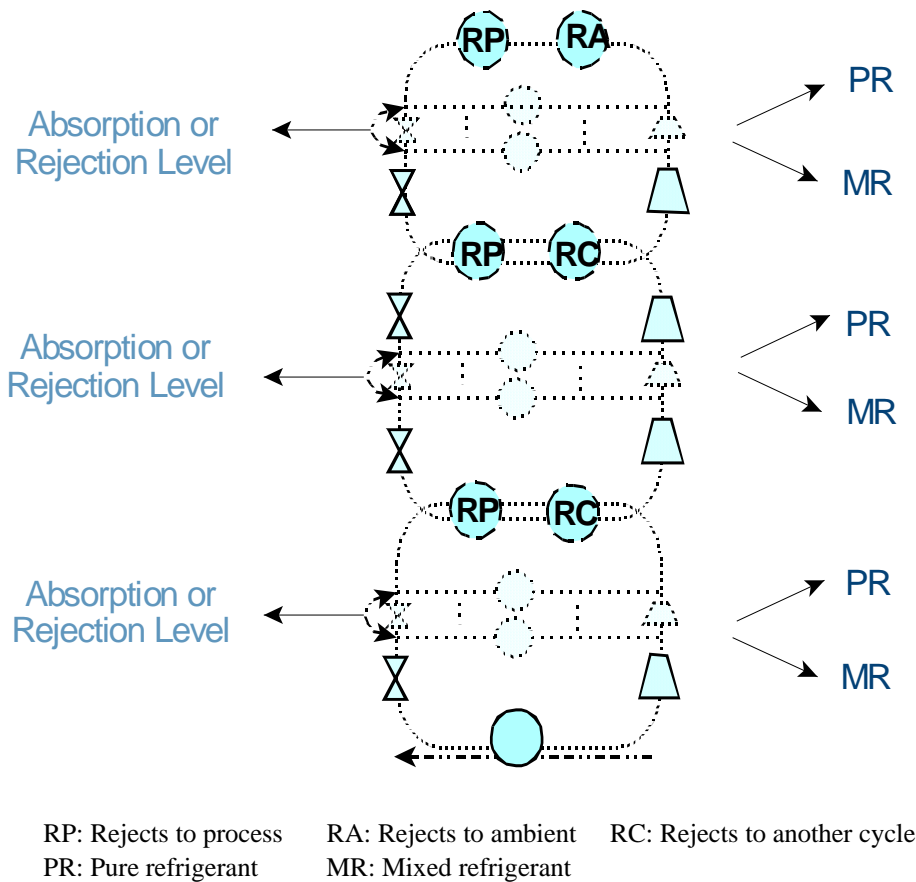 RP RA
PR
Absorption or
Rejection Level
MR
RP RC
PR
Absorption or
Rejection Level
MR
RP RC
PR
Absorption or
Rejection Level
MR
RP: Rejects to process RA: Rejects to ambient RC: Rejects to another cycle
PR: Pure refrigerant MR: Mixed refrigerant